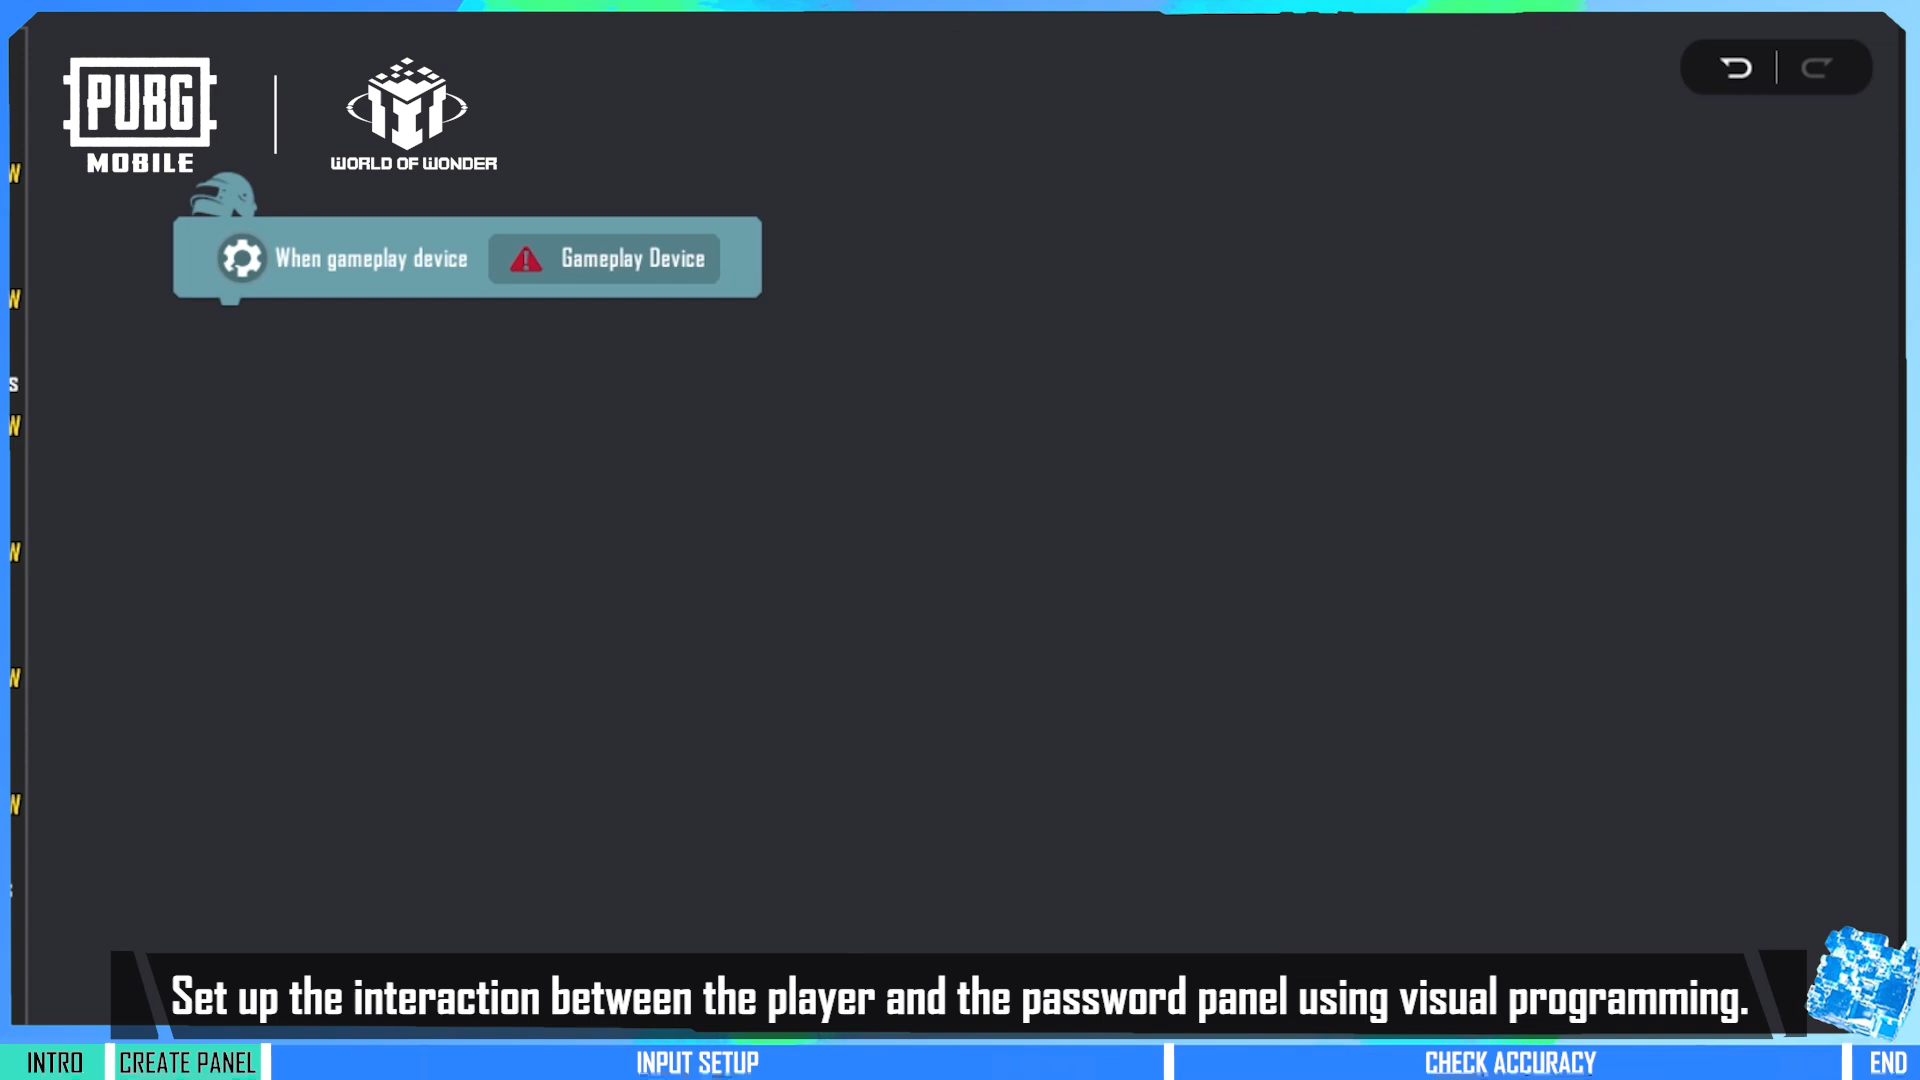 PUBG
MOBILE
WORLD OF WONDER
When gameplay device
Gameplay Device
W
W
S
W
W
W
W
Set up the interaction between the player and the password panel using visual programming.
INTRO
CREATE PANEL
INPUT SETUP
CHECK ACCURACY
END